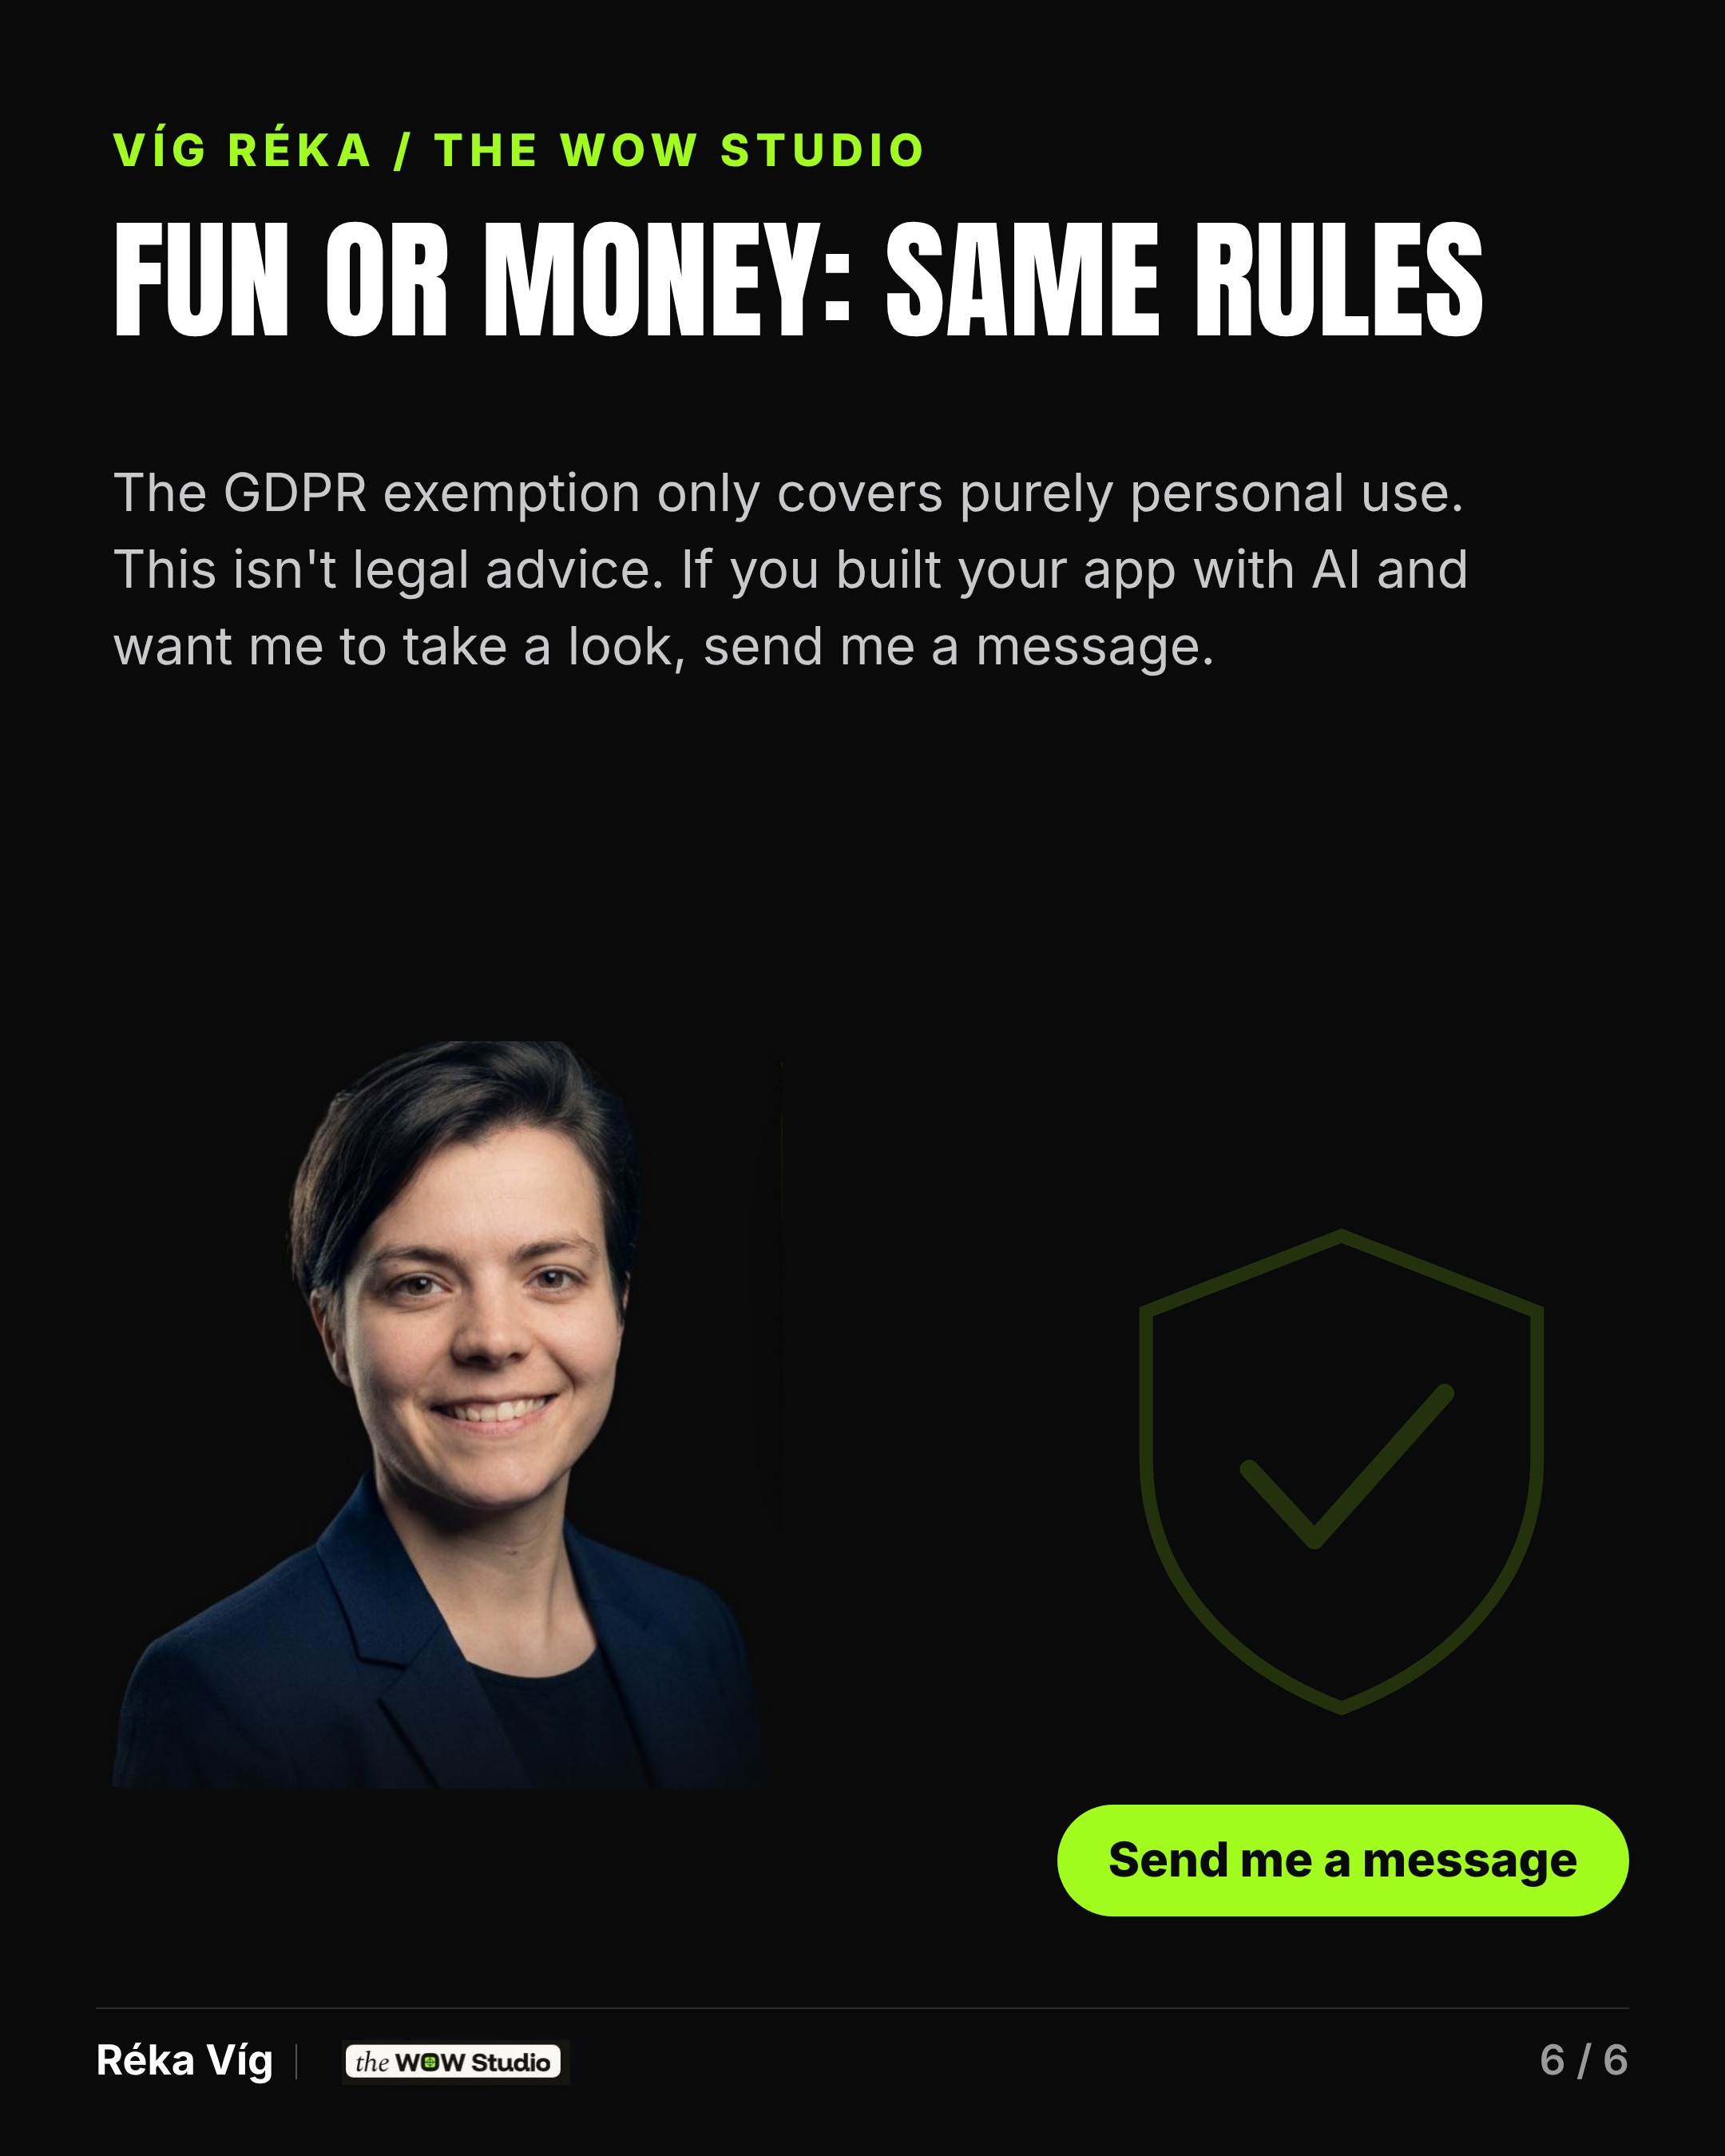 VÍG RÉKA / THE WOW STUDIO
FUN OR MONEY: SAME RULES
The GDPR exemption only covers purely personal use.
This isn't legal advice. If you built your app with AI and
want me to take a look, send me a message.
Send me a message
Réka Víg
the WOW Studio
6 / 6